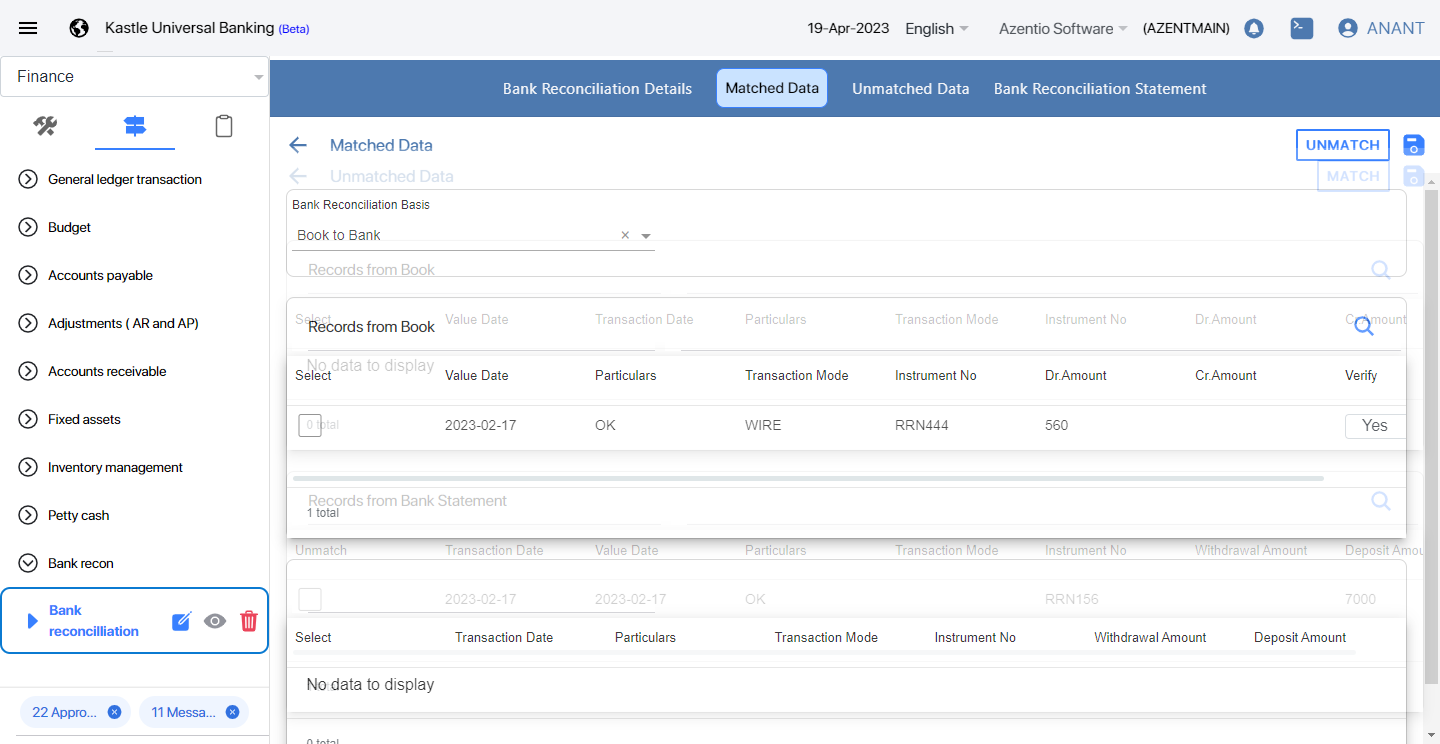 Kastle Universal Banking (Beta)
19-Apr-2023
English
Azentio Software
(AZENTMAIN)
ANANT
Finance
Bank Reconciliation Details
Matched Data
Unmatched Data
Bank Reconciliation Statement
General ledger transaction
Budget
Accounts payable
Adjustments ( AR and AP)
Accounts receivable
Fixed assets
Inventory management
Petty cash
Bank recon
Bank
reconcilliation
22 Appro...
11 Messa...
Matched Data
UNMATCH
Unmatched Data
MATCH
Bank Reconciliation Basis
Book to Bank
Records from Book
Select Value Date Transaction Date Particulars Transaction Mode Instrument No Dr.Amount Cr.Amount
Records from Book
No data to display
Select Value Date Particulars Transaction Mode Instrument No Dr.Amount Cr.Amount Verify
0 total
2023-02-17 OK WIRE RRN444 560 Yes
Records from Bank Statement
1 total
Unmatch Transaction Date Value Date Particulars Transaction Mode Instrument No Withdrawal Amount Deposit Amou
2023-02-17 2023-02-17 OK RRN156 7000
Select Transaction Date Particulars Transaction Mode Instrument No Withdrawal Amount Deposit Amount
No data to display
0 total